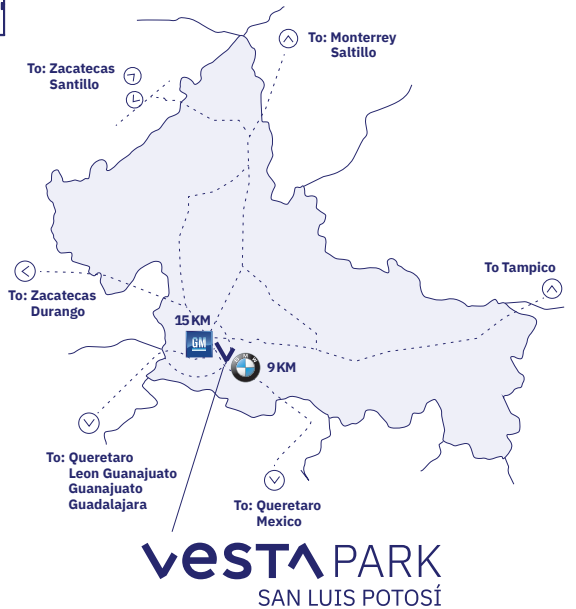 To: Monterrey
Saltillo
To: Zacatecas
Santillo
To Tampico
To: Zacatecas
Durango
15 KM
GM
BMW
9 KM
To: Queretaro
Leon Guanajuato
Guanajuato
Guadalajara
To: Queretaro
Mexico
vesta PARK
SAN LUIS POTOSÍ